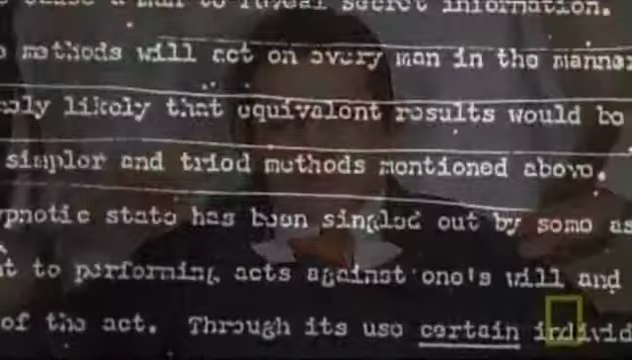 cause a man to reveal secret information.
methods will act on every man in the manner
likely that equivalent results would be
simpler and tried methods mentioned above.
hypnotic state has been singled out by some as
t to performing acts against one's will and
of the act. Through its use certain individ